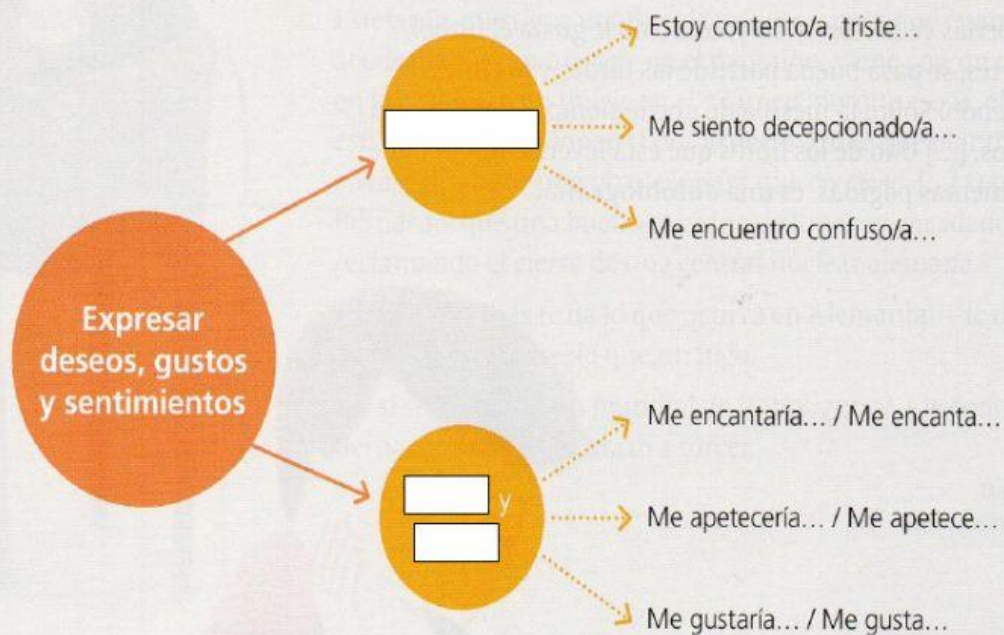 Estoy contento/a, triste...
Me siento decepcionado/a...
Me encuentro confuso/a...
Expresar
deseos, gustos
y sentimientos
Me encantaría... / Me encanta...
y
Me apetecería... / Me apetece...
Me gustaría... / Me gusta...